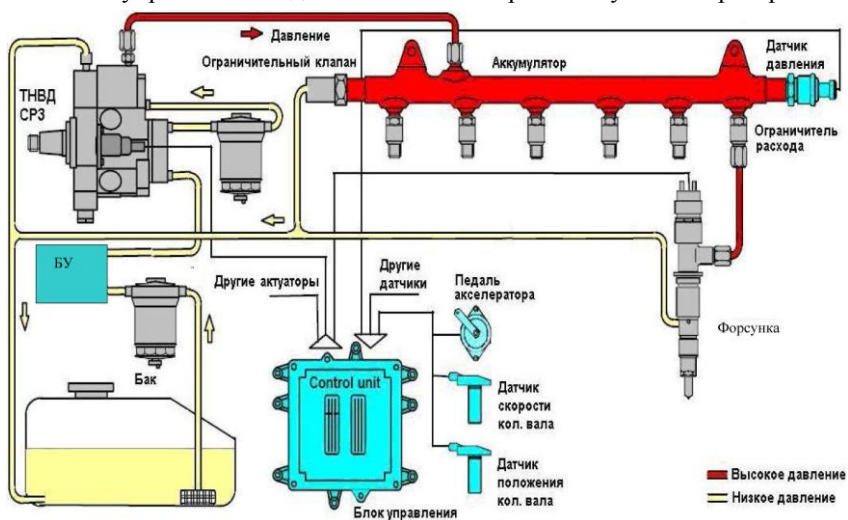 Давление
Ограничительный клапан
Аккумулятор
Датчик
давления
ТНВД
СРЗ
Ограничитель
расхода
БУ
Другие актуаторы
Другие
датчики
Педаль
акселератора
Форсунка
Бак
Control unit
Датчик
скорости
кол. вала
Датчик
положения
кол. вала
Блок управления
Высокое давление
Низкое давление